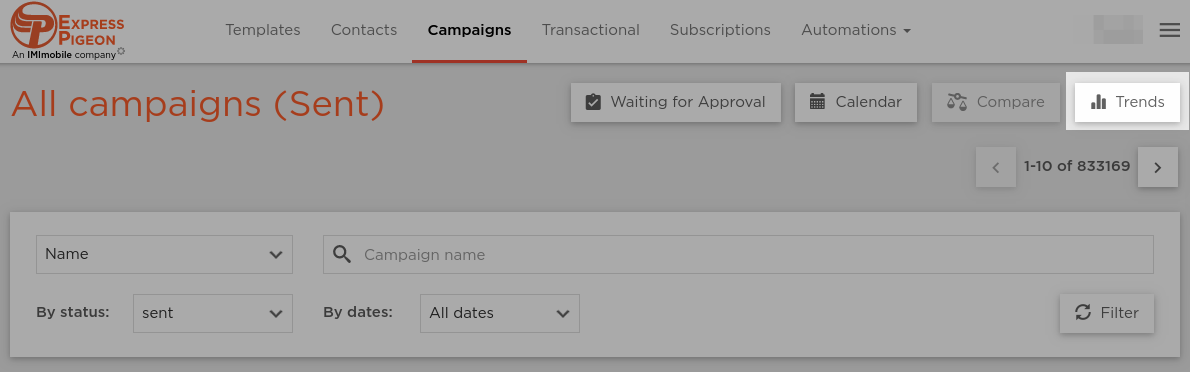 EXPRESS
PIGEON
An IMImobile company
Templates Contacts Campaigns Transactional Subscriptions Automations
All campaigns (Sent)
Waiting for Approval Calendar Compare Trends
1-10 of 833169
Name Campaign name
By status: sent By dates: All dates Filter